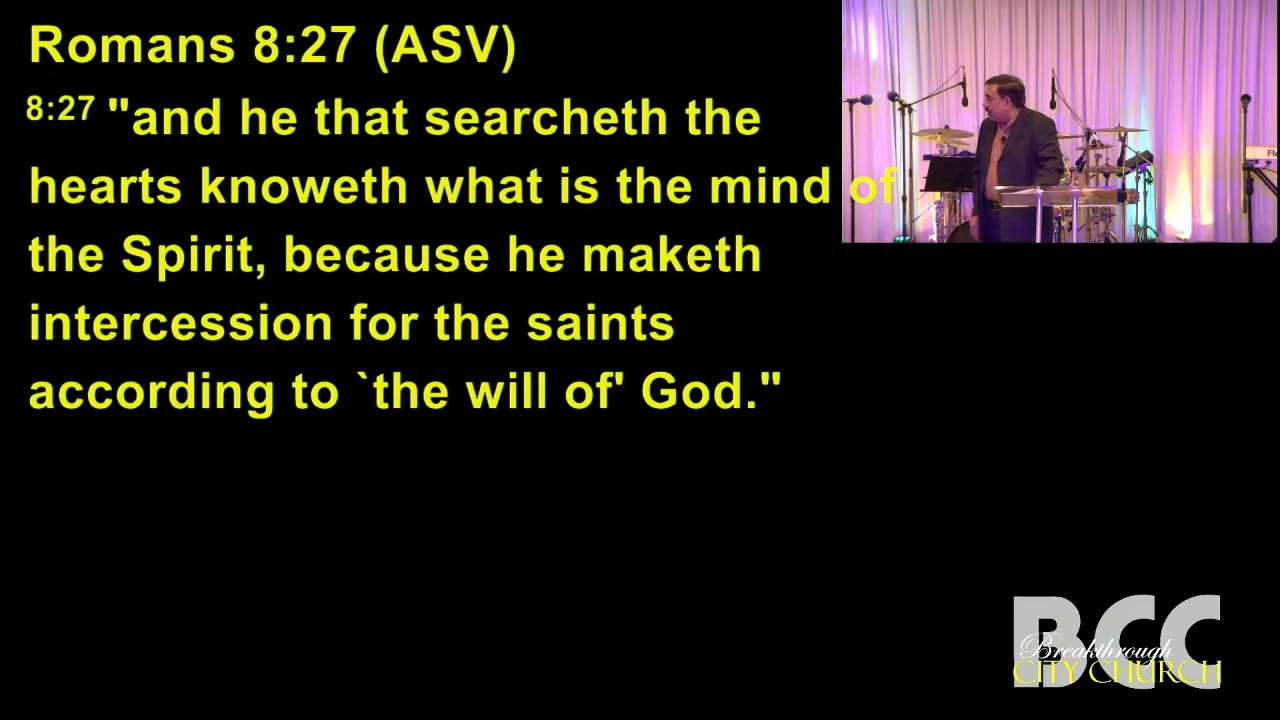 Romans 8:27 (ASV)
8:27 "and he that searcheth the
hearts knoweth what is the mind of
the Spirit, because he maketh
intercession for the saints
according to `the will of' God."
BCC
Breakthrough
CITY CHURCH